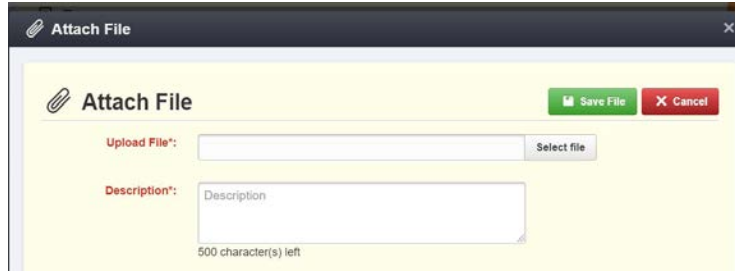 Attach File
Attach File
Save File
Cancel
Upload File*:
Select file
Description*:
Description
500 character(s) left